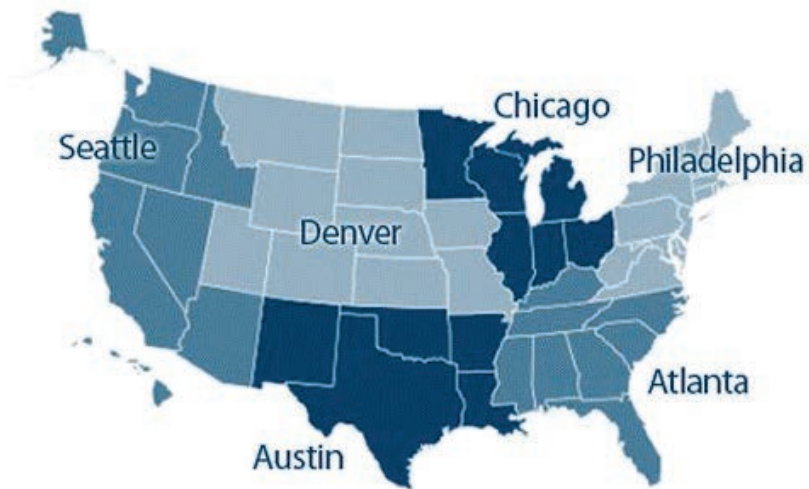 Chicago
Seattle
Philadelphia
Denver
Atlanta
Austin